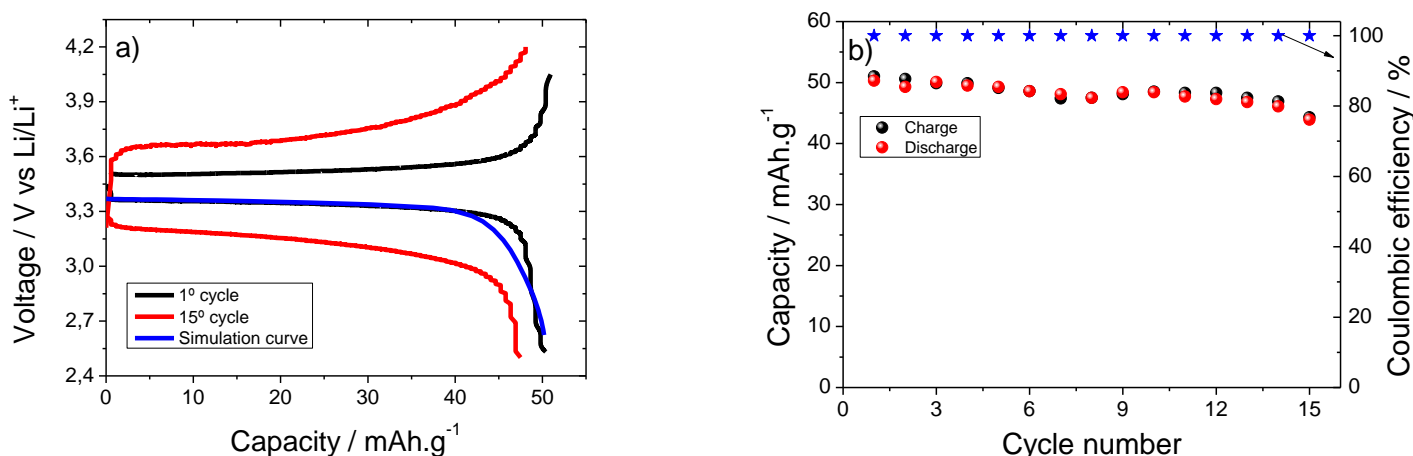 a)
4,2
3,9
3,6
3,3
3,0
2,7
2,4
Voltage / V vs Li/Li⁺
1º cycle
15º cycle
Simulation curve
0
10
20
30
40
50
Capacity / mAh.g⁻¹
b)
60
50
40
30
20
10
0
Capacity / mAh.g⁻¹
Charge
Discharge
100
80
60
40
20
0
Coulombic efficiency / %
0
3
6
9
12
15
Cycle number